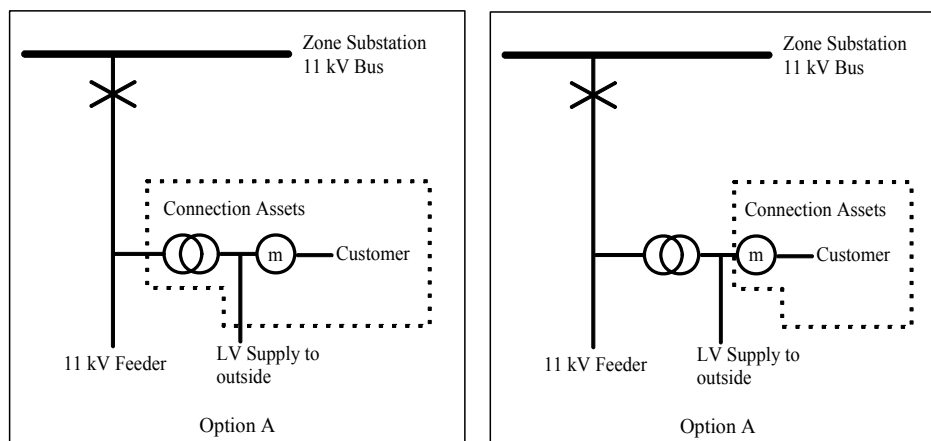 Zone Substation
11 kV Bus
Connection Assets
m
Customer
11 kV Feeder
LV Supply to
outside
Option A
Zone Substation
11 kV Bus
Connection Assets
m
Customer
11 kV Feeder
LV Supply to
outside
Option A